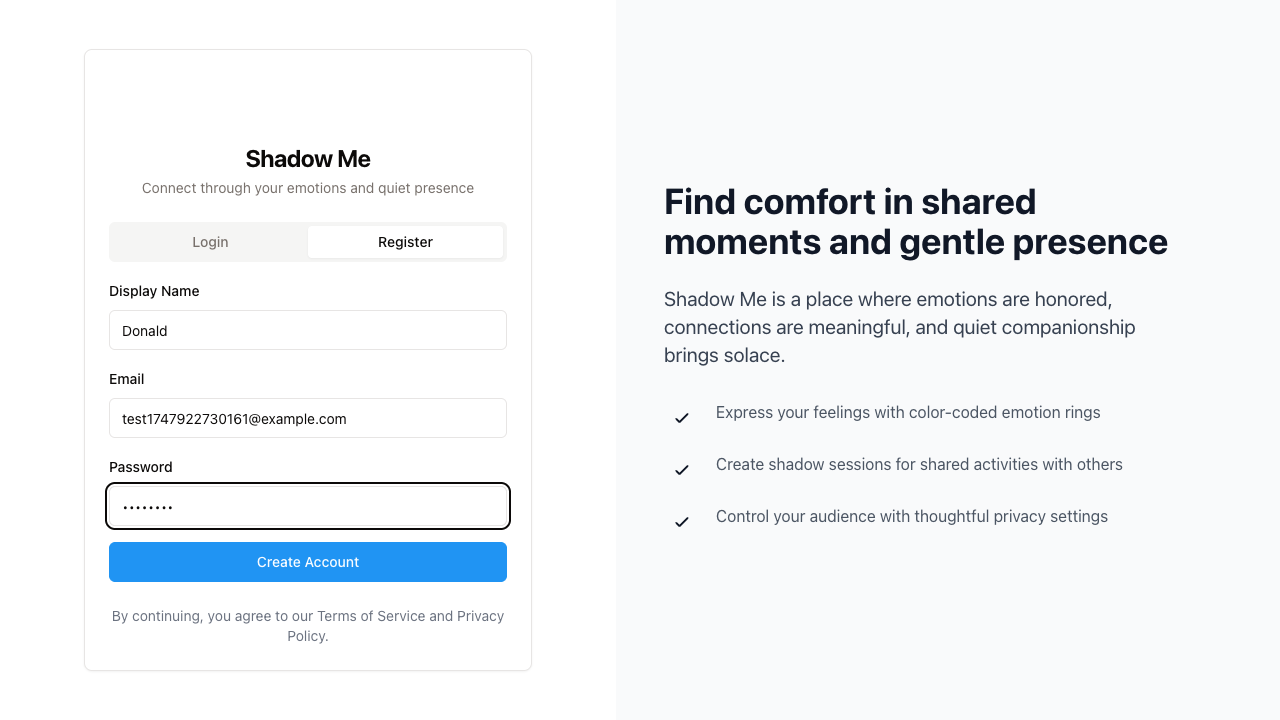 Shadow Me
Connect through your emotions and quiet presence
Login
Register
Display Name
Donald
Email
test1747922730161@example.com
Password
••••••••
Create Account
By continuing, you agree to our Terms of Service and Privacy
Policy.
Find comfort in shared
moments and gentle presence
Shadow Me is a place where emotions are honored,
connections are meaningful, and quiet companionship
brings solace.
Express your feelings with color-coded emotion rings
Create shadow sessions for shared activities with others
Control your audience with thoughtful privacy settings